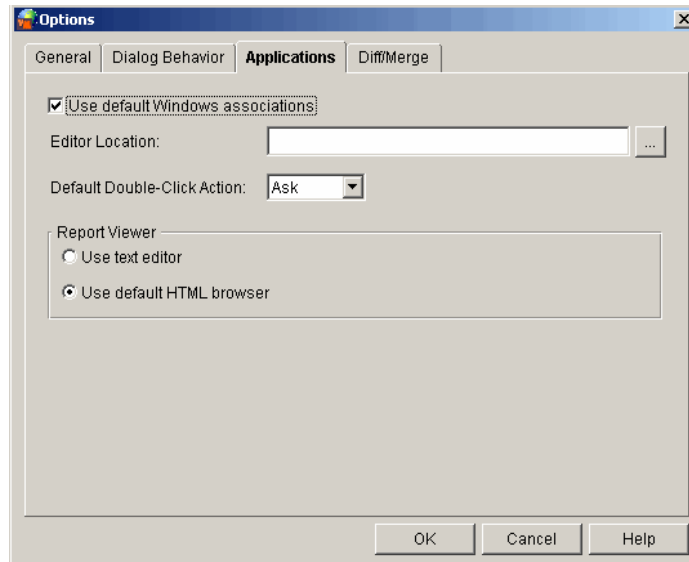 Options
General Dialog Behavior Applications Diff/Merge
Use default Windows associations
Editor Location: ...
Default Double-Click Action: Ask
Report Viewer
Use text editor
Use default HTML browser
OK Cancel Help